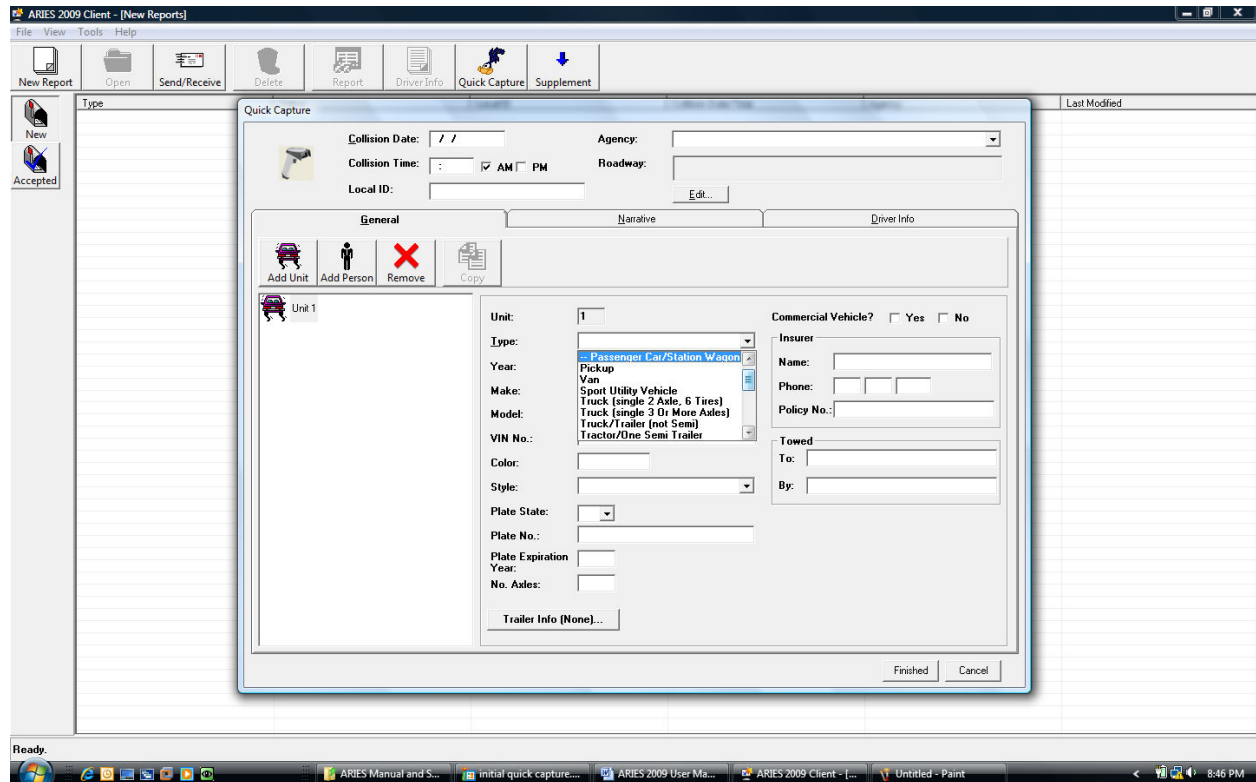 ARIES 2009 Client - [New Reports]
File View Tools Help
New Report Open Send/Receive Delete Report Driver Info Quick Capture Supplement
Type Last Modified
New
Accepted
Quick Capture
Collision Date: / / Agency:
Collision Time: : AM PM Roadway:
Local ID: Edit...
General Narrative Driver Info
Add Unit Add Person Remove Copy
Unit 1
Unit: 1 Commercial Vehicle? Yes No
Type: Insurer
-- Passenger Car/Station Wagon
Year: Pickup Name:
Van
Make: Sport Utility Vehicle Phone:
Truck (single 2 Axle, 6 Tires)
Model: Truck (single 3 Or More Axles) Policy No.:
Truck/Trailer (not Semi)
VIN No.: Tractor/One Semi Trailer Towed
Color: To:
Style: By:
Plate State:
Plate No.:
Plate Expiration
Year:
No. Axles:
Trailer Info (None)...
Finished Cancel
Ready.
ARIES Manual and S... initial quick capture.... ARIES 2009 User Ma... ARIES 2009 Client - [... Untitled - Paint 8:46 PM